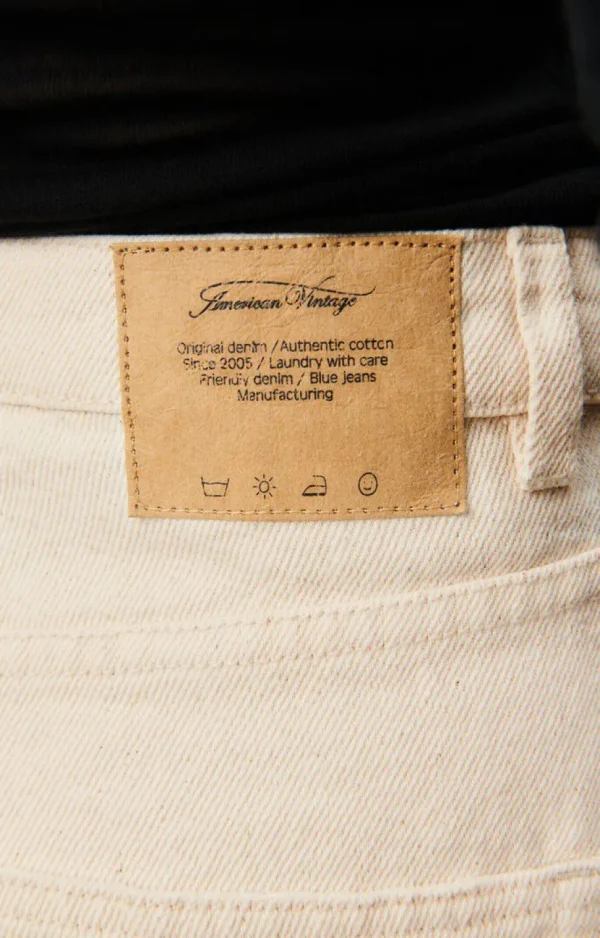 American Vintage
Original denim / Authentic cotton
Since 2005 / Laundry with care
Friendly denim / Blue jeans
Manufacturing